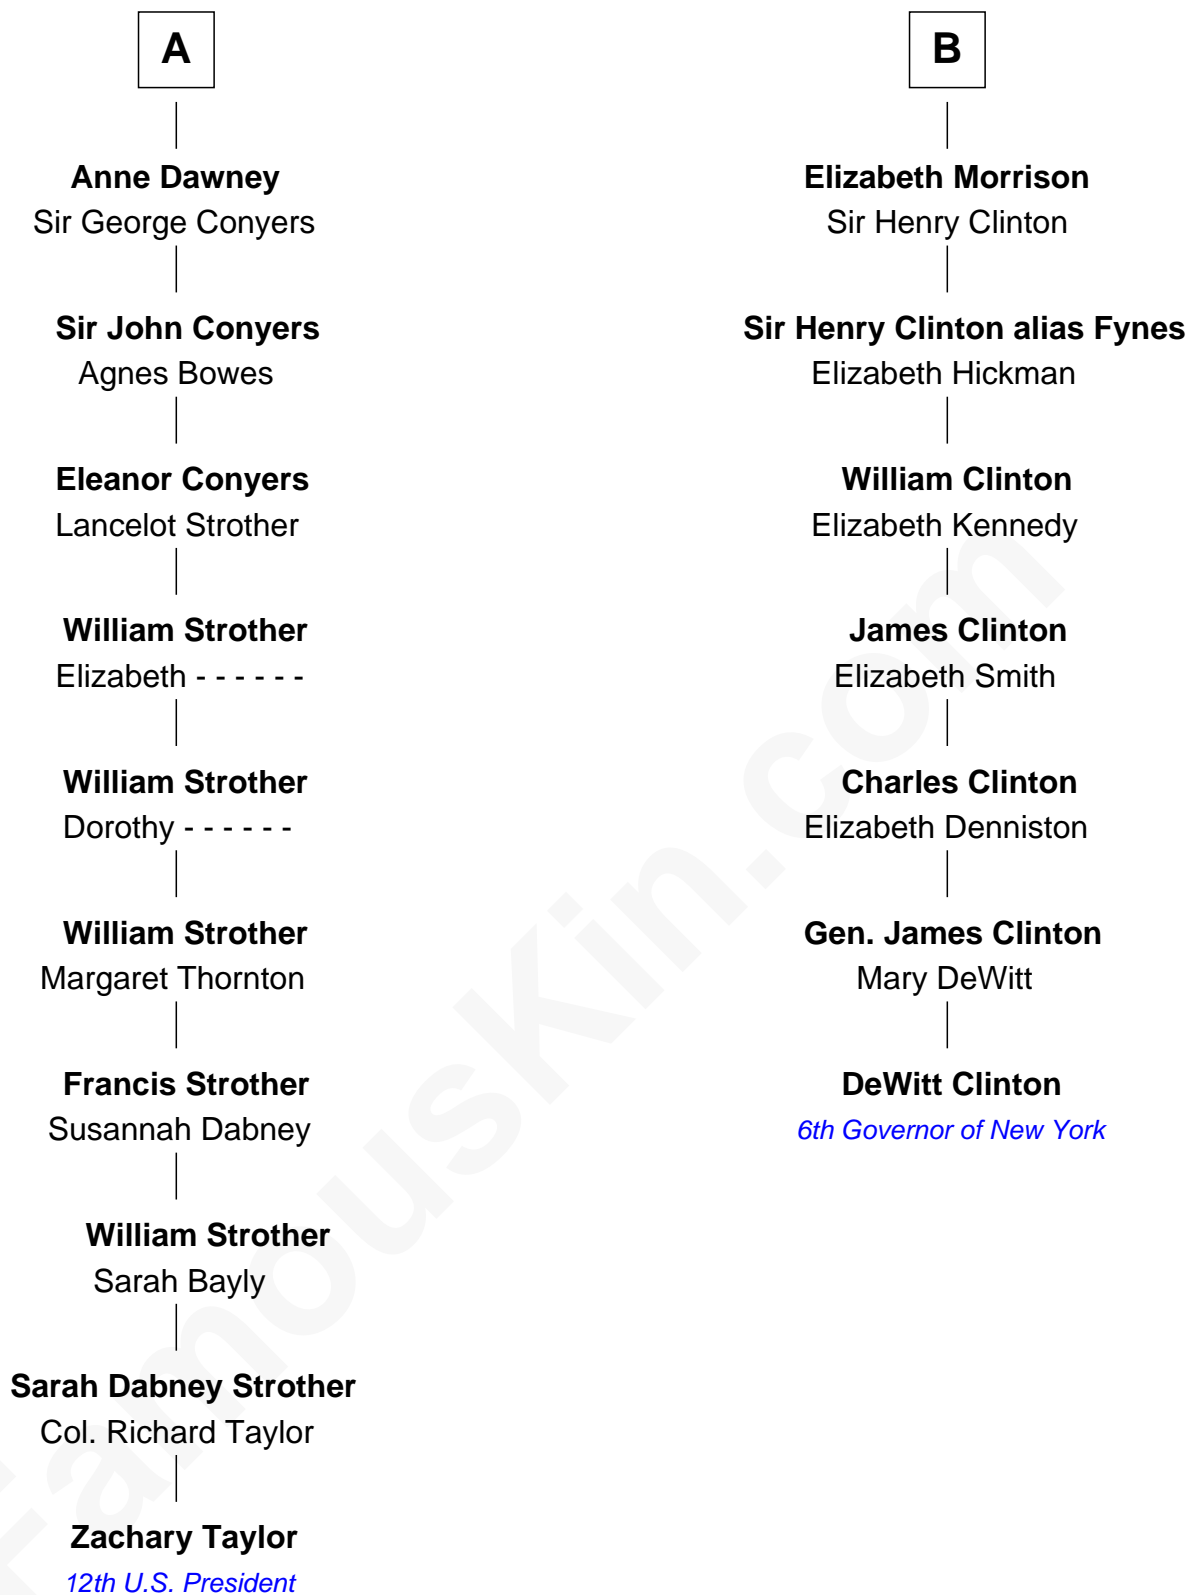 A
Anne Dawney
Sir George Conyers
Sir John Conyers
Agnes Bowes
Eleanor Conyers
Lancelot Strother
William Strother
Elizabeth - - - - - -
William Strother
Dorothy - - - - - -
William Strother
Margaret Thornton
Francis Strother
Susannah Dabney
William Strother
Sarah Bayly
Sarah Dabney Strother
Col. Richard Taylor
Zachary Taylor
12th U.S. President
B
Elizabeth Morrison
Sir Henry Clinton
Sir Henry Clinton alias Fynes
Elizabeth Hickman
William Clinton
Elizabeth Kennedy
James Clinton
Elizabeth Smith
Charles Clinton
Elizabeth Denniston
Gen. James Clinton
Mary DeWitt
DeWitt Clinton
6th Governor of New York
FamousKin.com